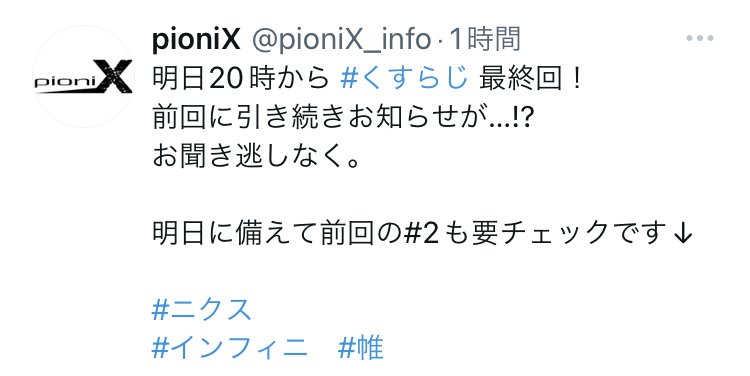 pioniX
pioniX @pioniX_info · 1時間
明日20時から #くすらじ 最終回！
前回に引き続きお知らせが...!?
お聞き逃しなく。
明日に備えて前回の#2も要チェックです↓
#ニクス
#インフィニ #帷